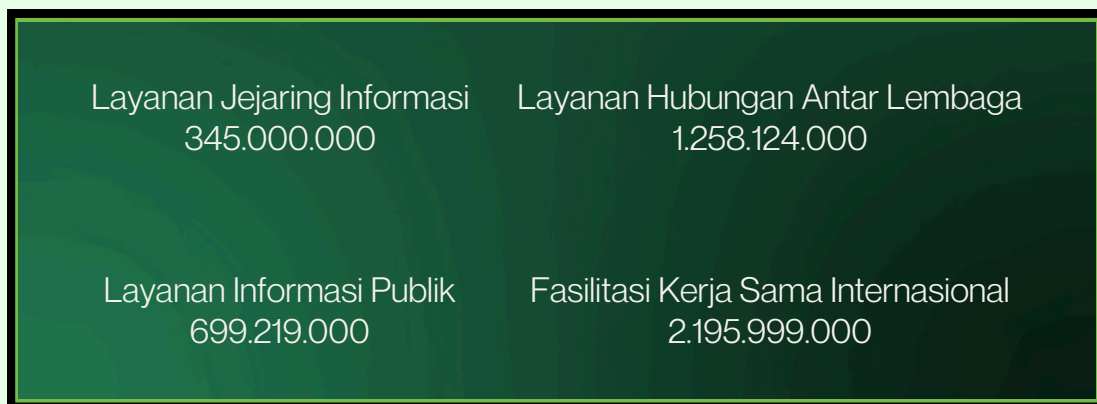 Layanan Jejaring Informasi
345.000.000
Layanan Hubungan Antar Lembaga
1.258.124.000
Layanan Informasi Publik
699.219.000
Fasilitasi Kerja Sama Internasional
2.195.999.000